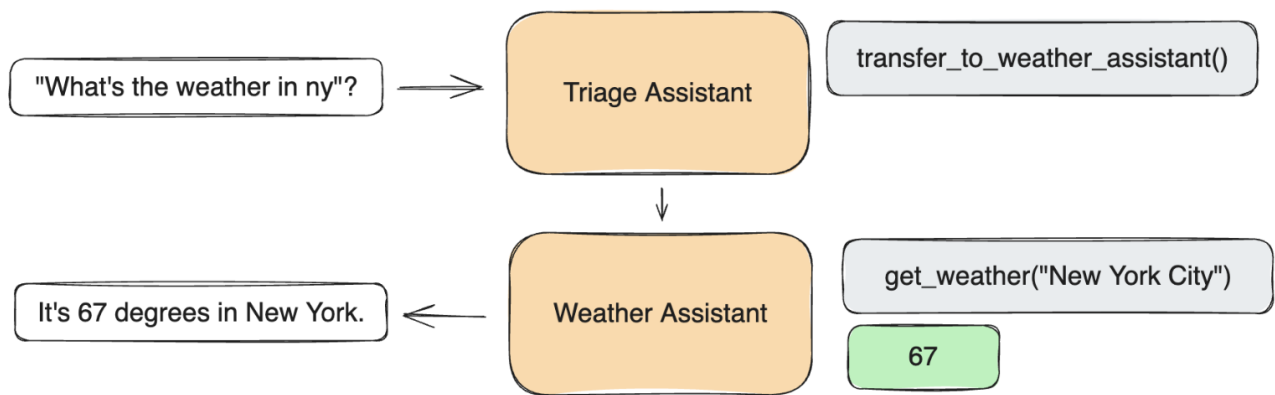 "What's the weather in ny"?
Triage Assistant
transfer_to_weather_assistant()
It's 67 degrees in New York.
Weather Assistant
get_weather("New York City")
67